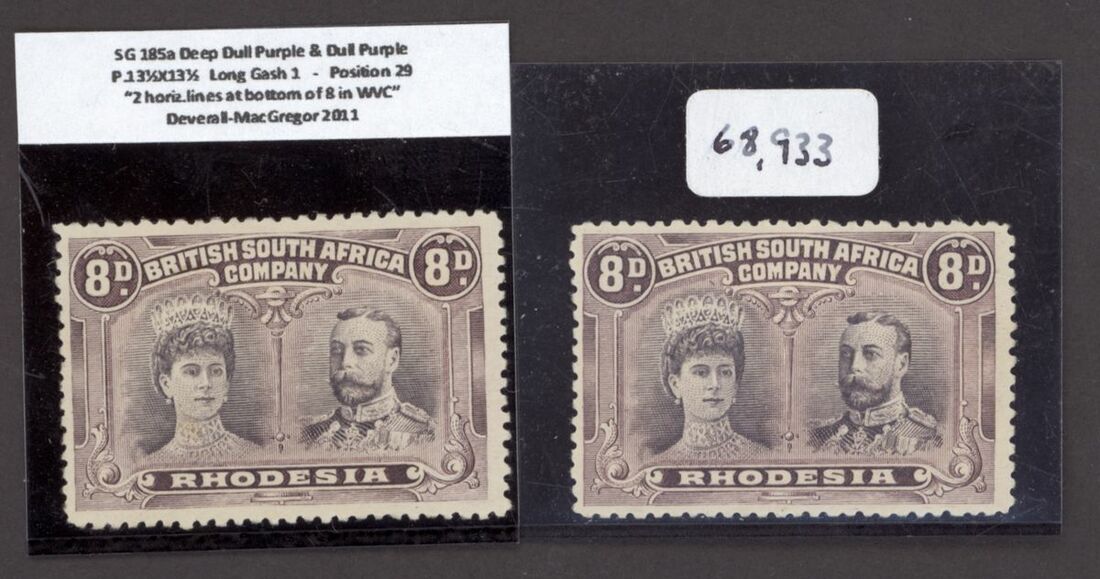 SG 185a Deep Dull Purple & Dull Purple
P.13½X13½ Long Gash 1 - Position 29
"2 horiz.lines at bottom of 8 in WVC"
Deverall-MacGregor 2011
68,933
8D. BRITISH SOUTH AFRICA 8D.
COMPANY
RHODESIA
8D. BRITISH SOUTH AFRICA 8D.
COMPANY
RHODESIA